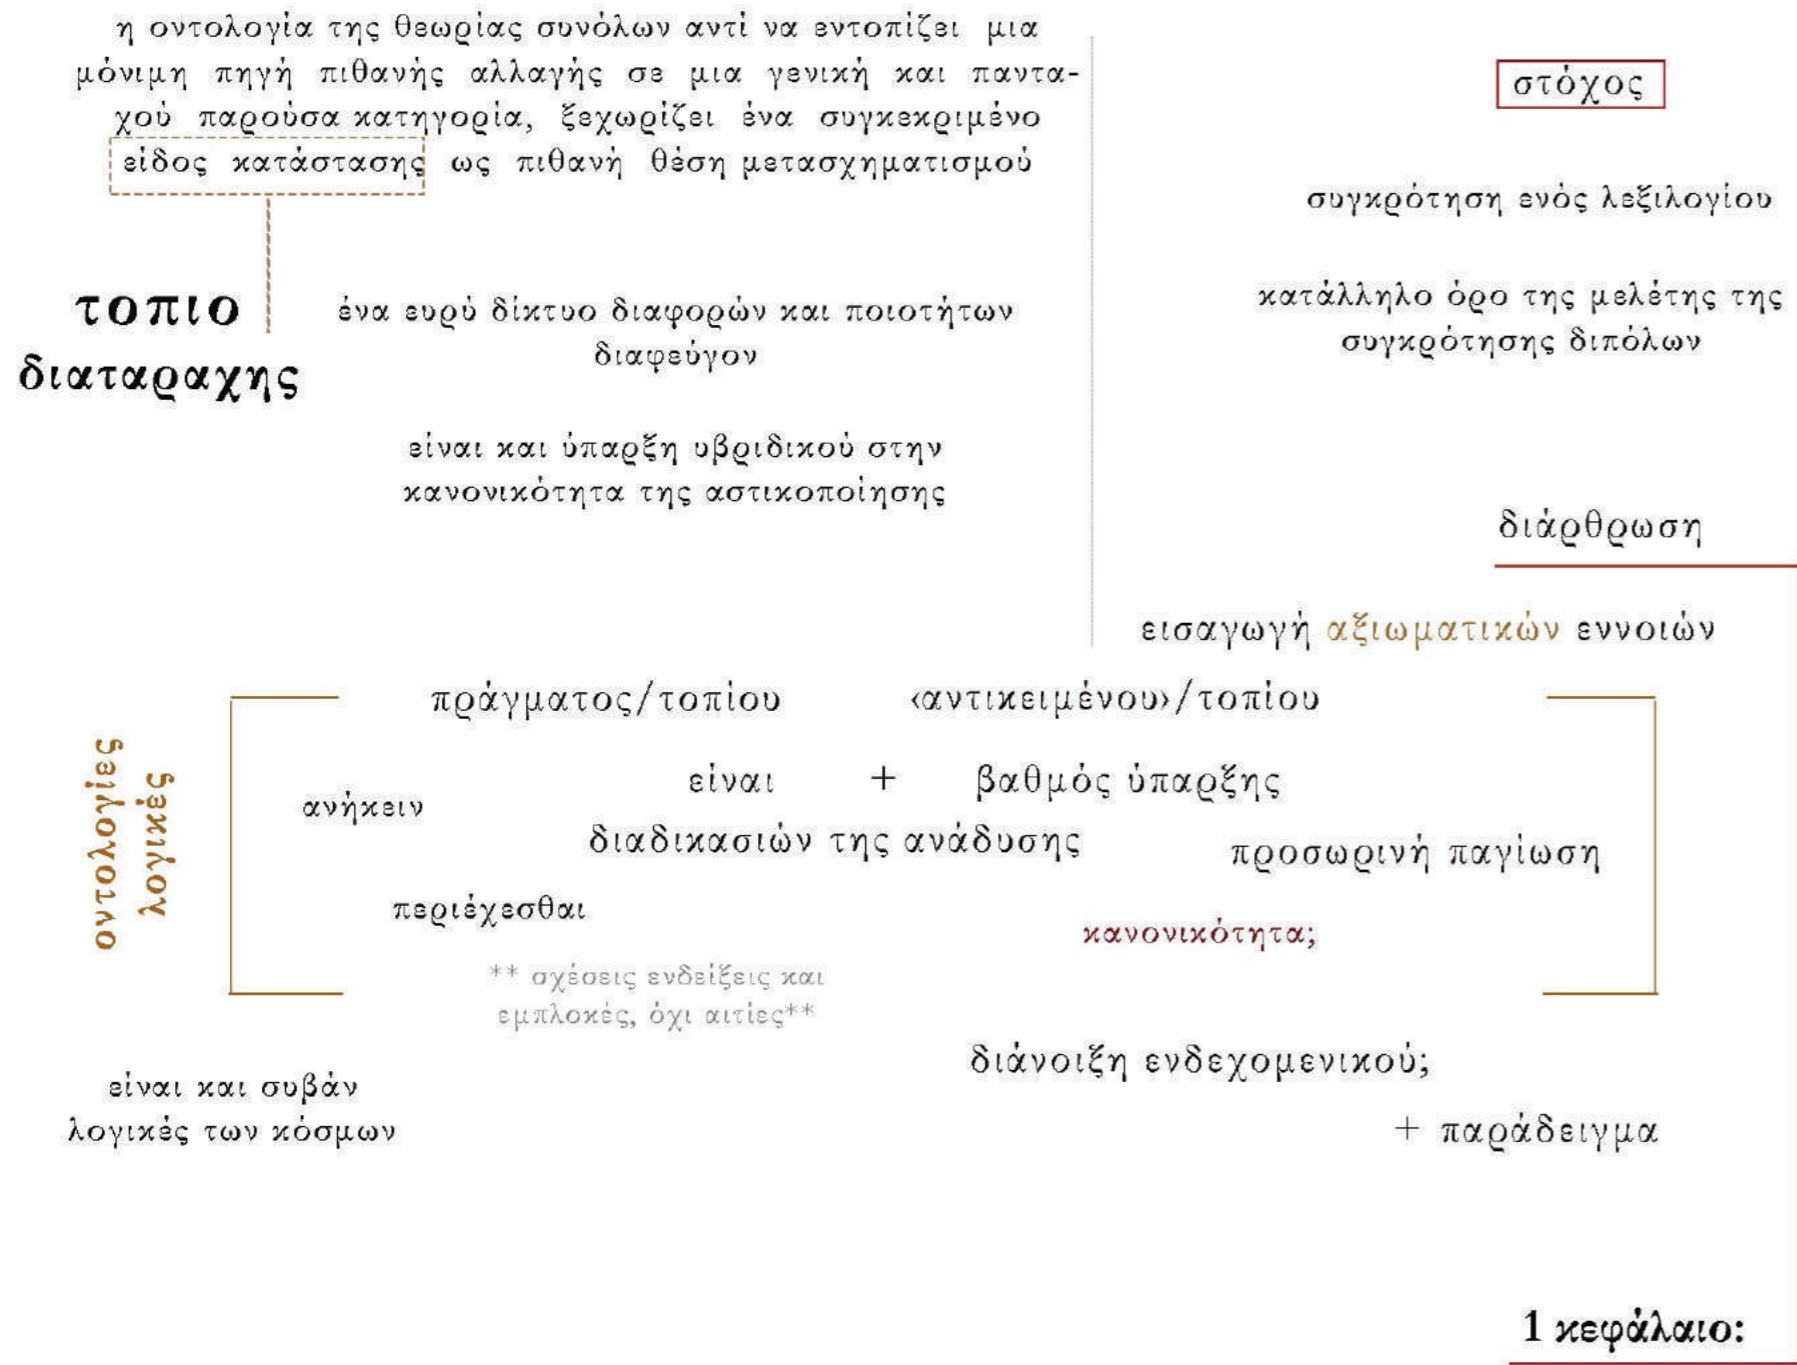 η οντολογία της θεωρίας συνόλων αντί να εντοπίζει μια
μόνιμη πηγή πιθανής αλλαγής σε μια γενική και παντα-
χού παρούσα κατηγορία, ξεχωρίζει ένα συγκεκριμένο
είδος κατάστασης ως πιθανή θέση μετασχηματισμού
τοπιο
διαταραχης
ένα ευρύ δίκτυο διαφορών και ποιοτήτων
διαφεύγον
είναι και ύπαρξη υβριδικού στην
κανονικότητα της αστικοποίησης
στόχος
συγκρότηση ενός λεξιλογίου
κατάλληλο όρο της μελέτης της
συγκρότησης διπόλων
διάρθρωση
εισαγωγή αξιωματικών εννοιών
οντολογίες
λογικές
πράγματος/τοπίου ‹αντικειμένου›/τοπίου
είναι + βαθμός ύπαρξης
ανήκειν
διαδικασιών της ανάδυσης
προσωρινή παγίωση
περιέχεσθαι
κανονικότητα;
** σχέσεις ενδείξεις και
εμπλοκές, όχι αιτίες**
διάνοιξη ενδεχομενικού;
είναι και συβάν
λογικές των κόσμων
+ παράδειγμα
1 κεφάλαιο: